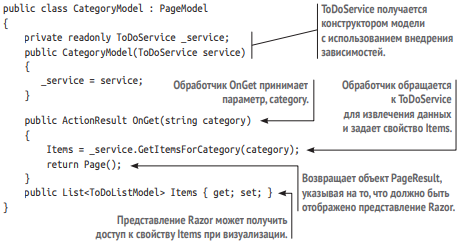 public class CategoryModel : PageModel
{
private readonly ToDoService _service;
public CategoryModel(ToDoService service)
{
_service = service;
}
ToDoService получается
конструктором модели
с использованием внедрения
зависимостей.
Обработчик OnGet принимает
параметр, category.
Обработчик обращается
к ToDoService
для извлечения данных
и задает свойство Items.
public ActionResult OnGet(string category)
{
Items = _service.GetItemsForCategory(category);
return Page();
}
public List<ToDoListModel> Items { get; set; }
}
Возвращает объект PageResult,
указывая на то, что должно быть
отображено представление Razor.
Представление Razor может получить
доступ к свойству Items при визуализации.